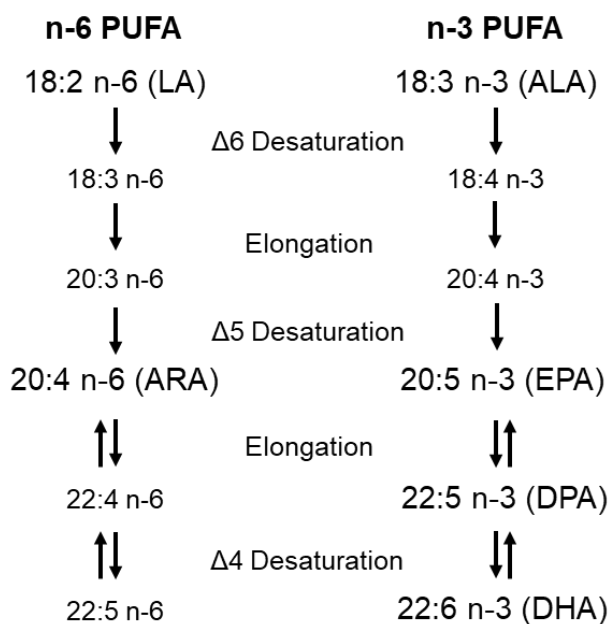 n-6 PUFA
n-3 PUFA
18:2 n-6 (LA)
18:3 n-3 (ALA)
Δ6 Desaturation
18:3 n-6
18:4 n-3
Elongation
20:3 n-6
20:4 n-3
Δ5 Desaturation
20:4 n-6 (ARA)
20:5 n-3 (EPA)
Elongation
22:4 n-6
22:5 n-3 (DPA)
Δ4 Desaturation
22:5 n-6
22:6 n-3 (DHA)